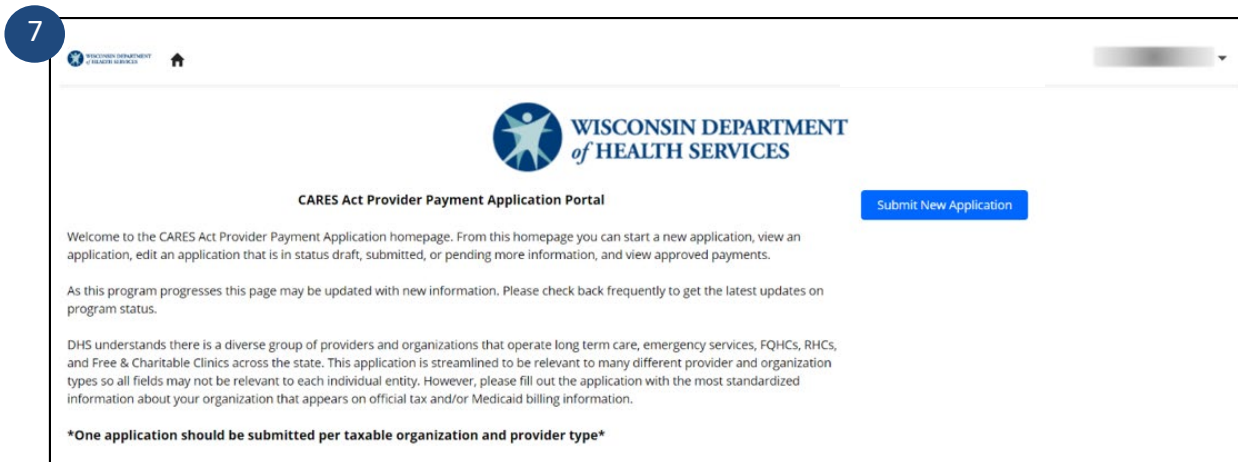 7
WISCONSIN DEPARTMENT
of HEALTH SERVICES
WISCONSIN DEPARTMENT
of HEALTH SERVICES
CARES Act Provider Payment Application Portal
Submit New Application
Welcome to the CARES Act Provider Payment Application homepage. From this homepage you can start a new application, view an
application, edit an application that is in status draft, submitted, or pending more information, and view approved payments.
As this program progresses this page may be updated with new information. Please check back frequently to get the latest updates on
program status.
DHS understands there is a diverse group of providers and organizations that operate long term care, emergency services, FQHCs, RHCs,
and Free & Charitable Clinics across the state. This application is streamlined to be relevant to many different provider and organization
types so all fields may not be relevant to each individual entity. However, please fill out the application with the most standardized
information about your organization that appears on official tax and/or Medicaid billing information.
*One application should be submitted per taxable organization and provider type*